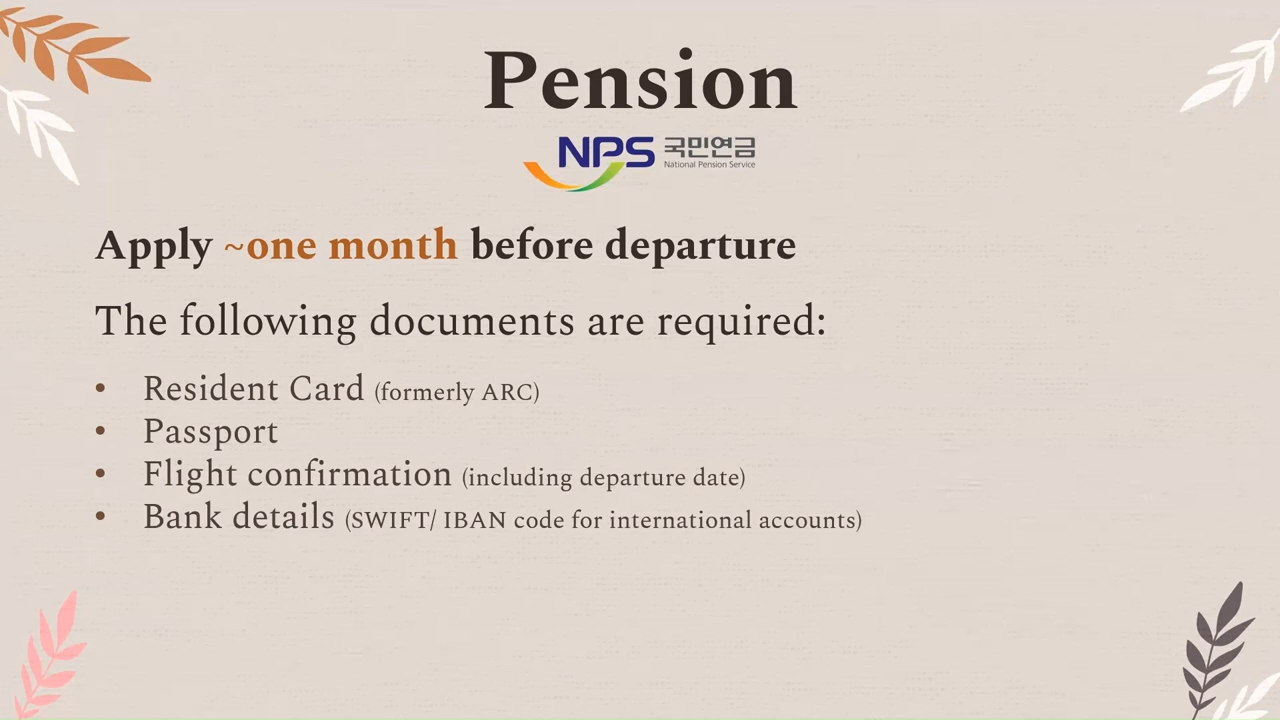 Pension
NPS 국민연금
National Pension Service
Apply ~one month before departure
The following documents are required:
• Resident Card (formerly ARC)
• Passport
• Flight confirmation (including departure date)
• Bank details (SWIFT/ IBAN code for international accounts)